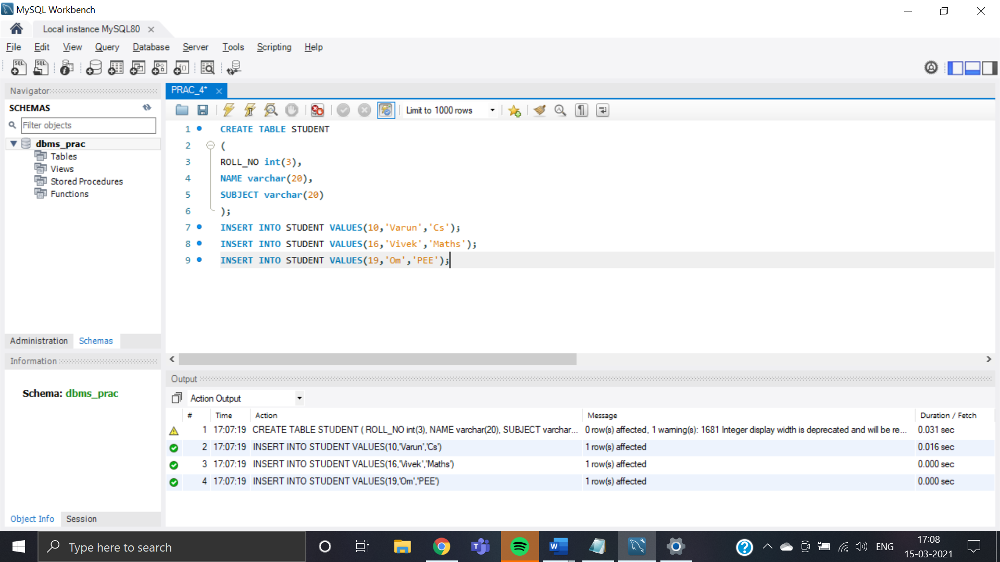 MySQL Workbench
Local instance MySQL80
File Edit View Query Database Server Tools Scripting Help
SQL SQL
Navigator
SCHEMAS
Filter objects
dbms_prac
Tables
Views
Stored Procedures
Functions
Administration Schemas
Information
Schema: dbms_prac
Object Info Session
PRAC_4*
Limit to 1000 rows
1 CREATE TABLE STUDENT
2 (
3 ROLL_NO int(3),
4 NAME varchar(20),
5 SUBJECT varchar(20)
6 );
7 INSERT INTO STUDENT VALUES(10,'Varun','Cs');
8 INSERT INTO STUDENT VALUES(16,'Vivek','Maths');
9 INSERT INTO STUDENT VALUES(19,'Om','PEE');
Output
Action Output
# Time Action Message Duration / Fetch
1 17:07:19 CREATE TABLE STUDENT ( ROLL_NO int(3), NAME varchar(20), SUBJECT varchar... 0 row(s) affected, 1 warning(s): 1681 Integer display width is deprecated and will be re... 0.031 sec
2 17:07:19 INSERT INTO STUDENT VALUES(10,'Varun','Cs') 1 row(s) affected 0.016 sec
3 17:07:19 INSERT INTO STUDENT VALUES(16,'Vivek','Maths') 1 row(s) affected 0.000 sec
4 17:07:19 INSERT INTO STUDENT VALUES(19,'Om','PEE') 1 row(s) affected 0.000 sec
Type here to search
ENG
17:08
15-03-2021